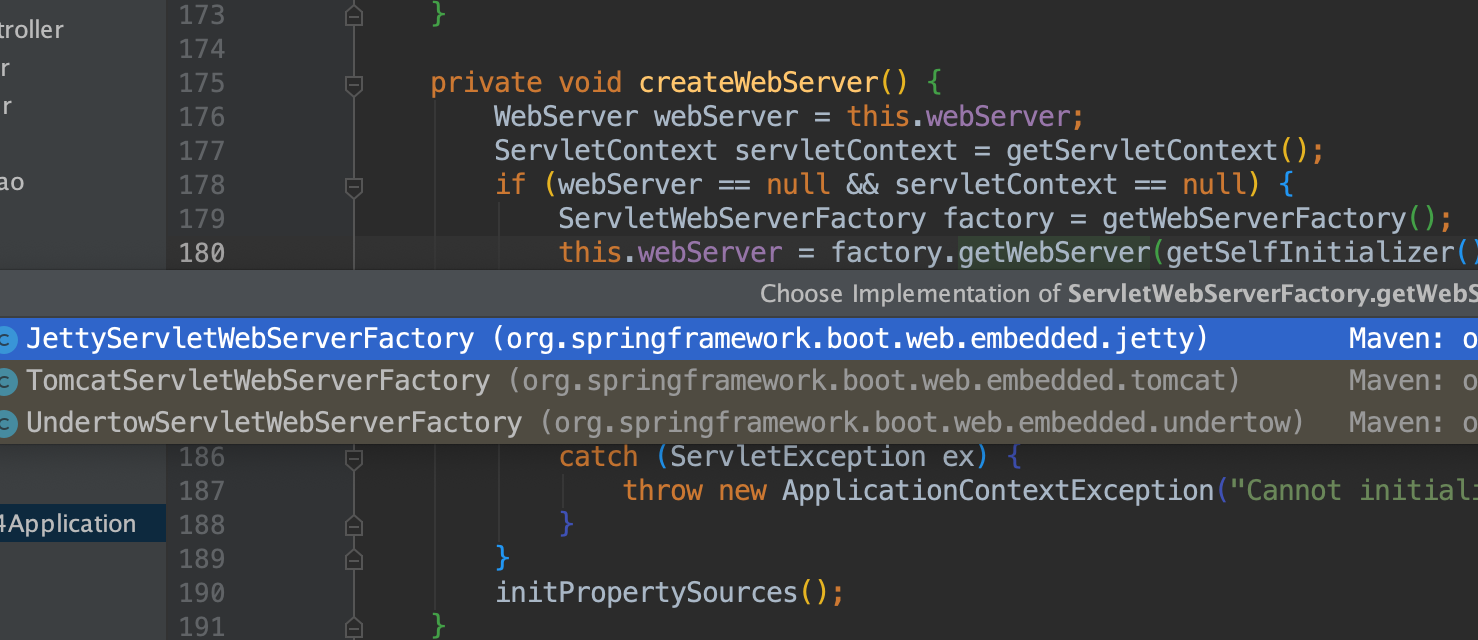 troller
r
r
ao
4Application
173 }
174
175 private void createWebServer() {
176 WebServer webServer = this.webServer;
177 ServletContext servletContext = getServletContext();
178 if (webServer == null && servletContext == null) {
179 ServletWebServerFactory factory = getWebServerFactory();
180 this.webServer = factory.getWebServer(getSelfInitializer()
Choose Implementation of ServletWebServerFactory.getWebS
JettyServletWebServerFactory (org.springframework.boot.web.embedded.jetty) Maven: o
TomcatServletWebServerFactory (org.springframework.boot.web.embedded.tomcat) Maven: o
UndertowServletWebServerFactory (org.springframework.boot.web.embedded.undertow) Maven: o
186 catch (ServletException ex) {
187 throw new ApplicationContextException("Cannot initiali
188 }
189 }
190 initPropertySources();
191 }